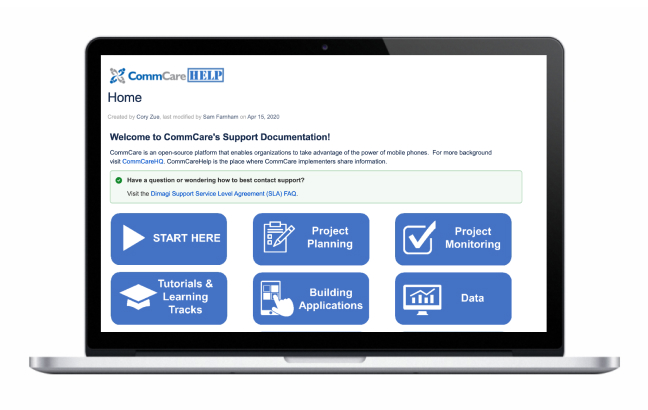 CommCare HELP
Home
Created by Cory Zue, last modified by Sam Farnham on Apr 15, 2020
Welcome to CommCare's Support Documentation!
CommCare is an open-source platform that enables organizations to take advantage of the power of mobile phones. For more background
visit CommCareHQ. CommCareHelp is the place where CommCare implementers share information.
Have a question or wondering how to best contact support?
Visit the Dimagi Support Service Level Agreement (SLA) FAQ.
START HERE
Project
Planning
Project
Monitoring
Tutorials &
Learning
Tracks
Building
Applications
Data